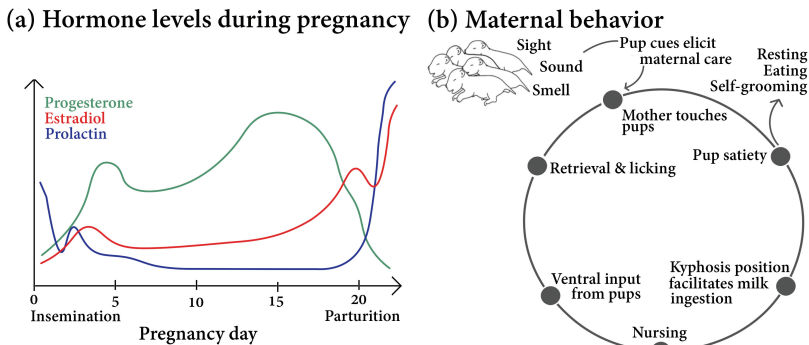 (a) Hormone levels during pregnancy
Progesterone
Estradiol
Prolactin
0
5
10
15
20
Insemination
Parturition
Pregnancy day
(b) Maternal behavior
Sight
Sound
Smell
Pup cues elicit
maternal care
Resting
Eating
Self-grooming
Mother touches
pups
Pup satiety
Retrieval & licking
Kyphosis position
facilitates milk
ingestion
Ventral input
from pups
Nursing